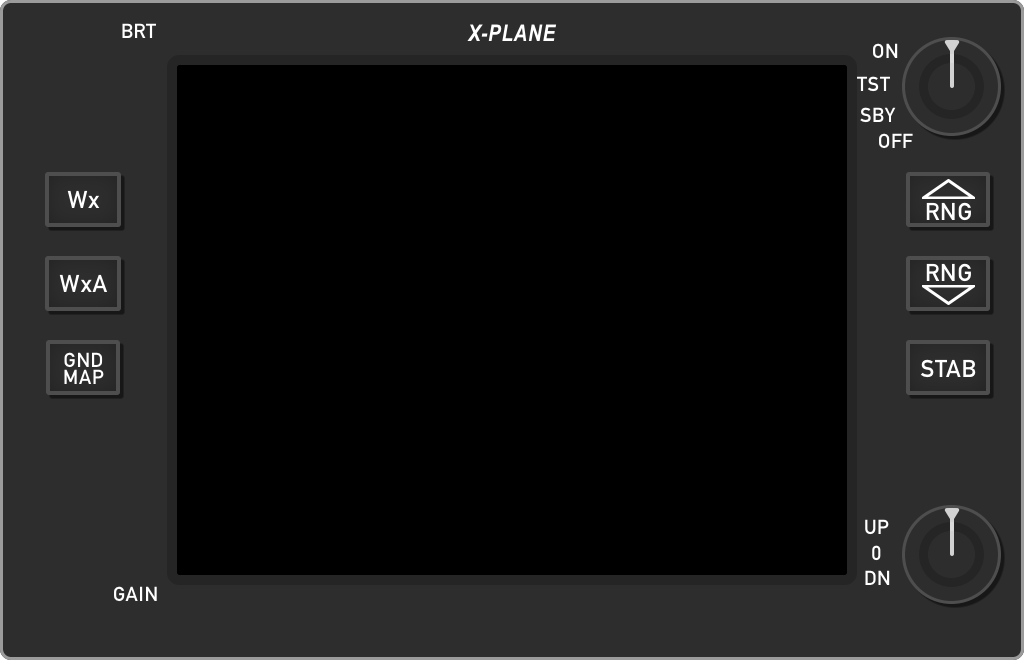 BRT
X-PLANE
ON
TST
SBY
OFF
Wx
RNG
WxA
RNG
GND
MAP
STAB
UP
0
DN
GAIN